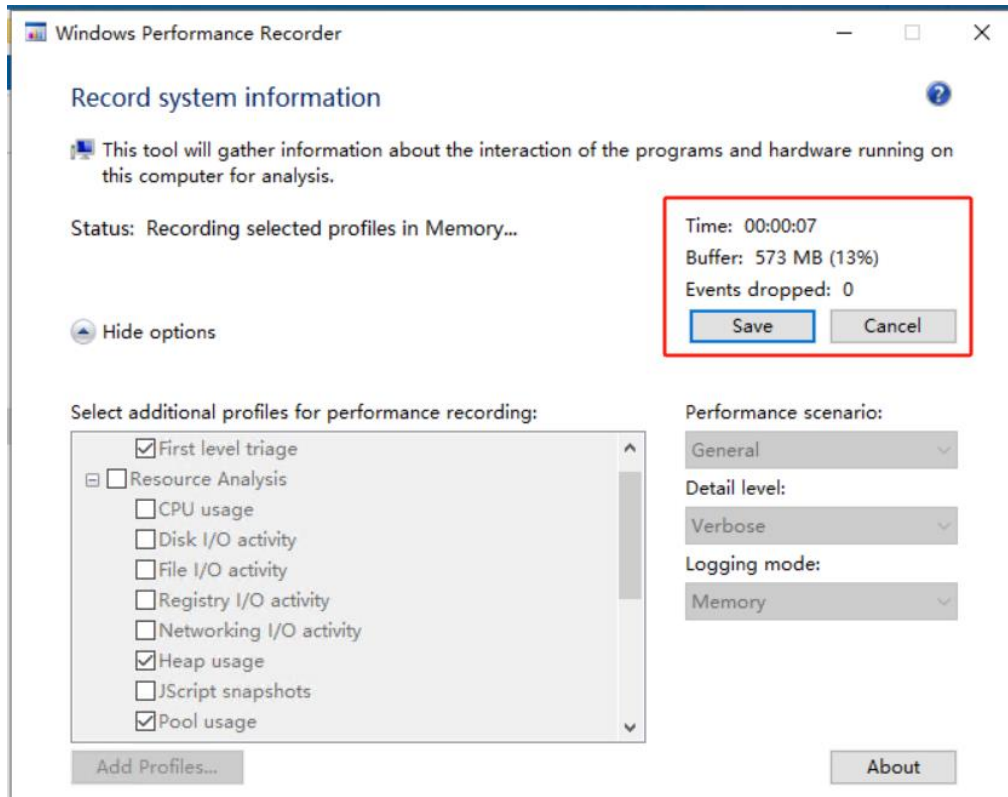 Windows Performance Recorder
Record system information
This tool will gather information about the interaction of the programs and hardware running on
this computer for analysis.
Status: Recording selected profiles in Memory...
Time: 00:00:07
Buffer: 573 MB (13%)
Events dropped: 0
Save
Cancel
Hide options
Select additional profiles for performance recording:
First level triage
Resource Analysis
CPU usage
Disk I/O activity
File I/O activity
Registry I/O activity
Networking I/O activity
Heap usage
JScript snapshots
Pool usage
Performance scenario:
General
Detail level:
Verbose
Logging mode:
Memory
Add Profiles...
About